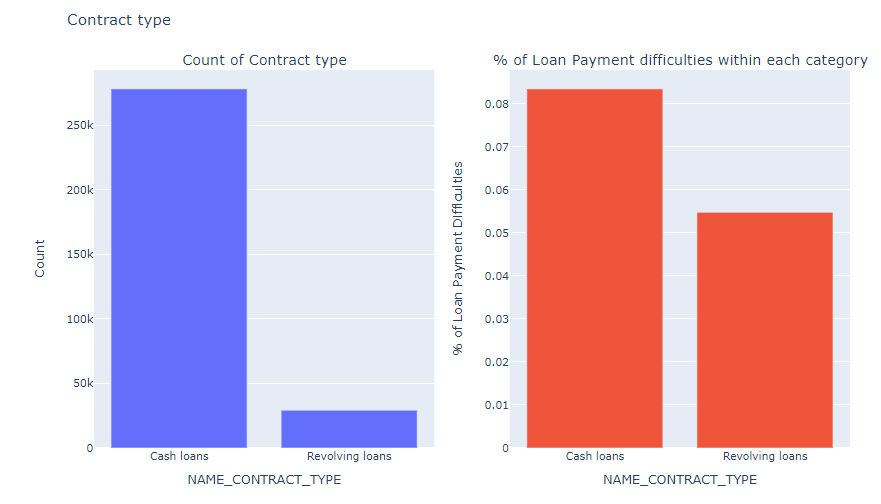 Contract type
Count of Contract type
Count
250k
200k
150k
100k
50k
0
Cash loans
Revolving loans
NAME_CONTRACT_TYPE
% of Loan Payment difficulties within each category
% of Loan Payment Difficulties
0.08
0.07
0.06
0.05
0.04
0.03
0.02
0.01
0
Cash loans
Revolving loans
NAME_CONTRACT_TYPE